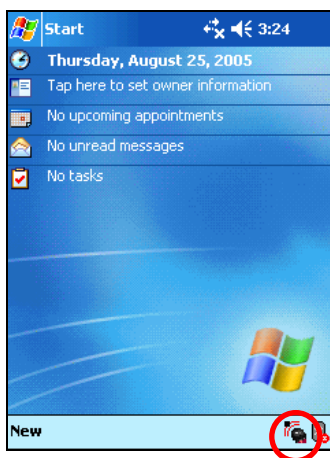 Start 3:24
Thursday, August 25, 2005
Tap here to set owner information
No upcoming appointments
No unread messages
No tasks
New